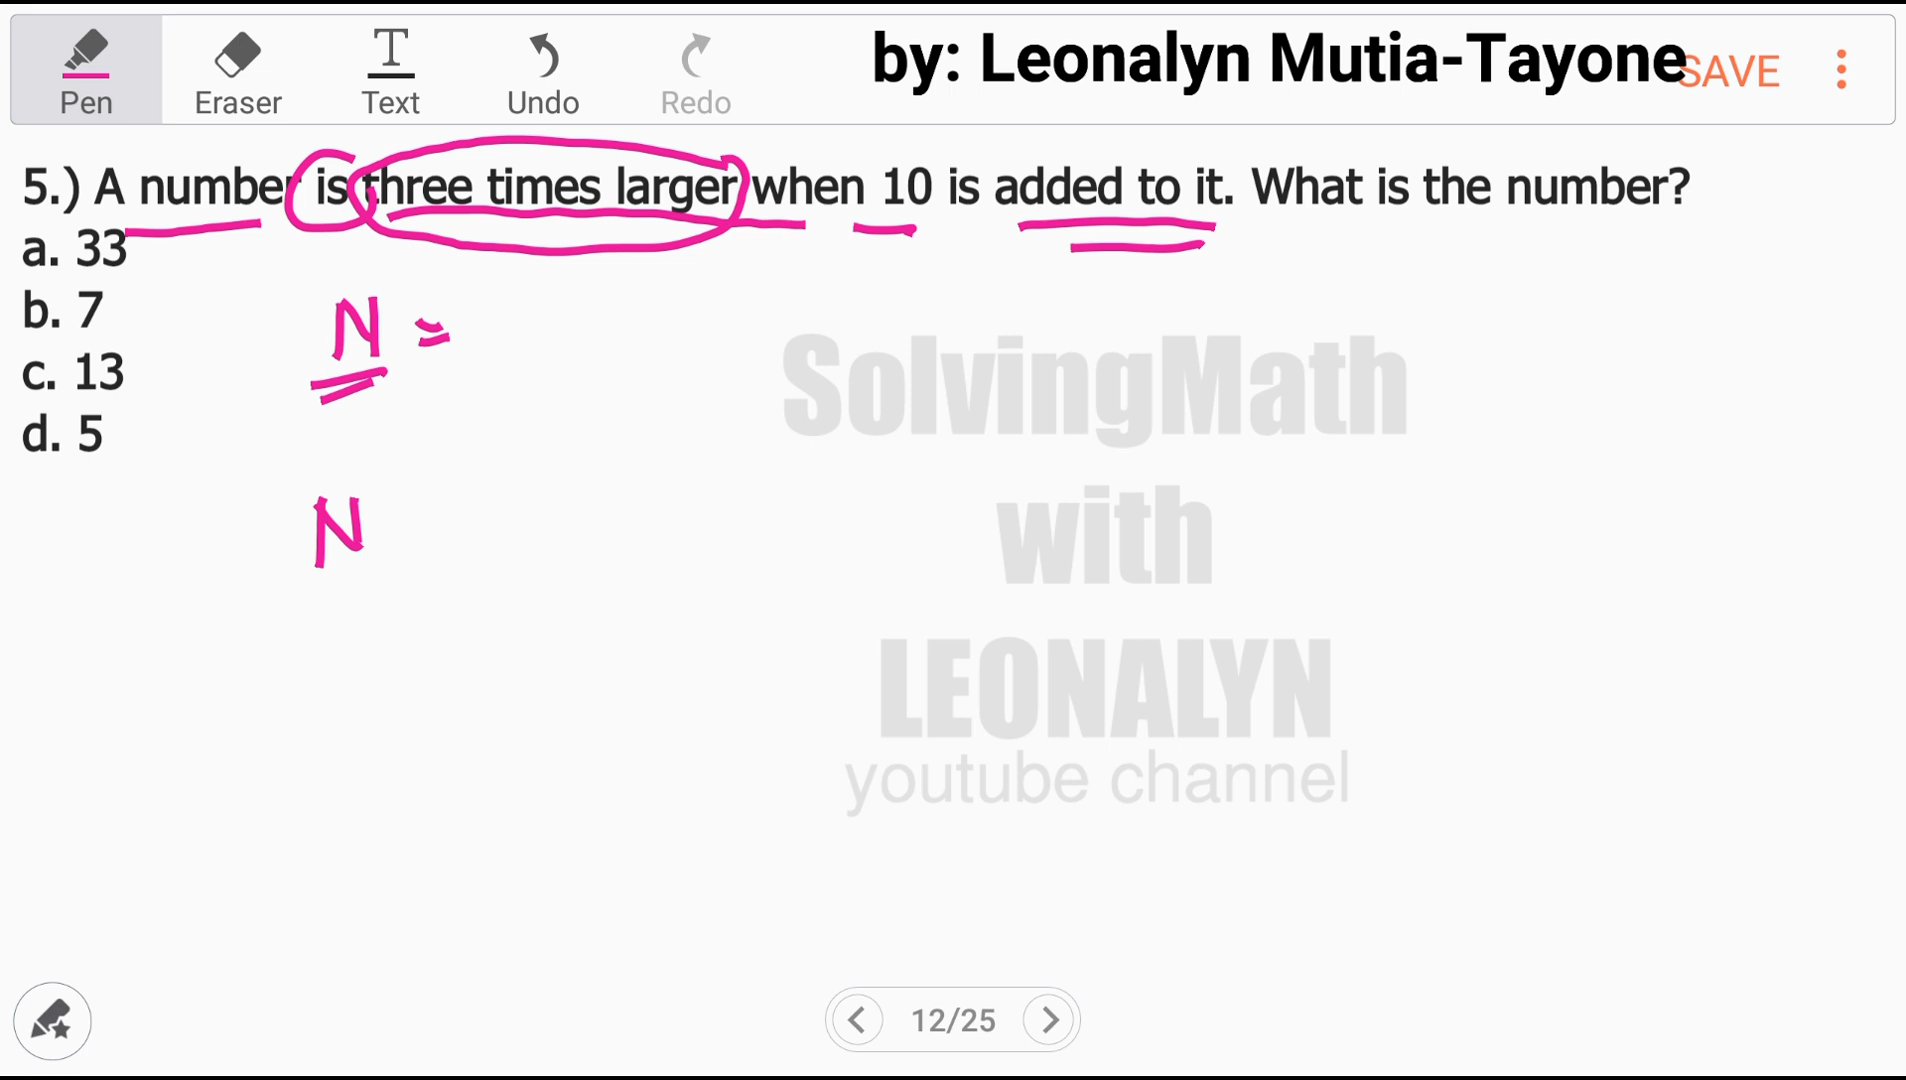 Pen
Eraser
Text
Undo
Redo
by: Leonalyn Mutia-Tayone
SAVE
5.) A number is three times larger when 10 is added to it. What is the number?
a. 33
b. 7
c. 13
d. 5
N =
N
SolvingMath
with
LEONALYN
youtube channel
12/25